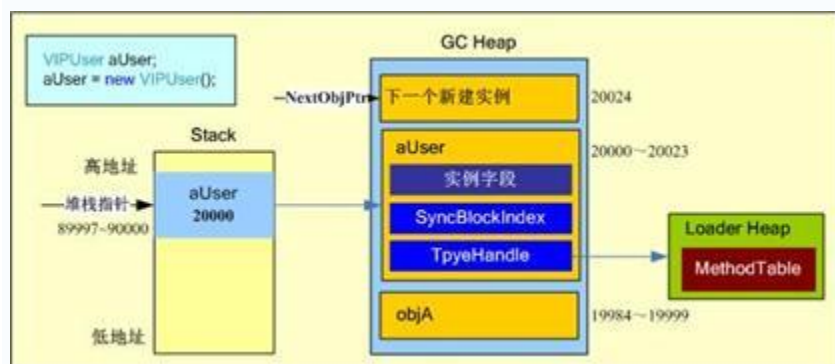 VIPUser aUser;
aUser = new VIPUser();
Stack
高地址
堆栈指针
89997~90000
aUser
20000
低地址
GC Heap
NextObjPtr
下一个新建实例
20024
aUser
20000～20023
实例字段
SyncBlockIndex
TpyeHandle
objA
19984～19999
Loader Heap
MethodTable